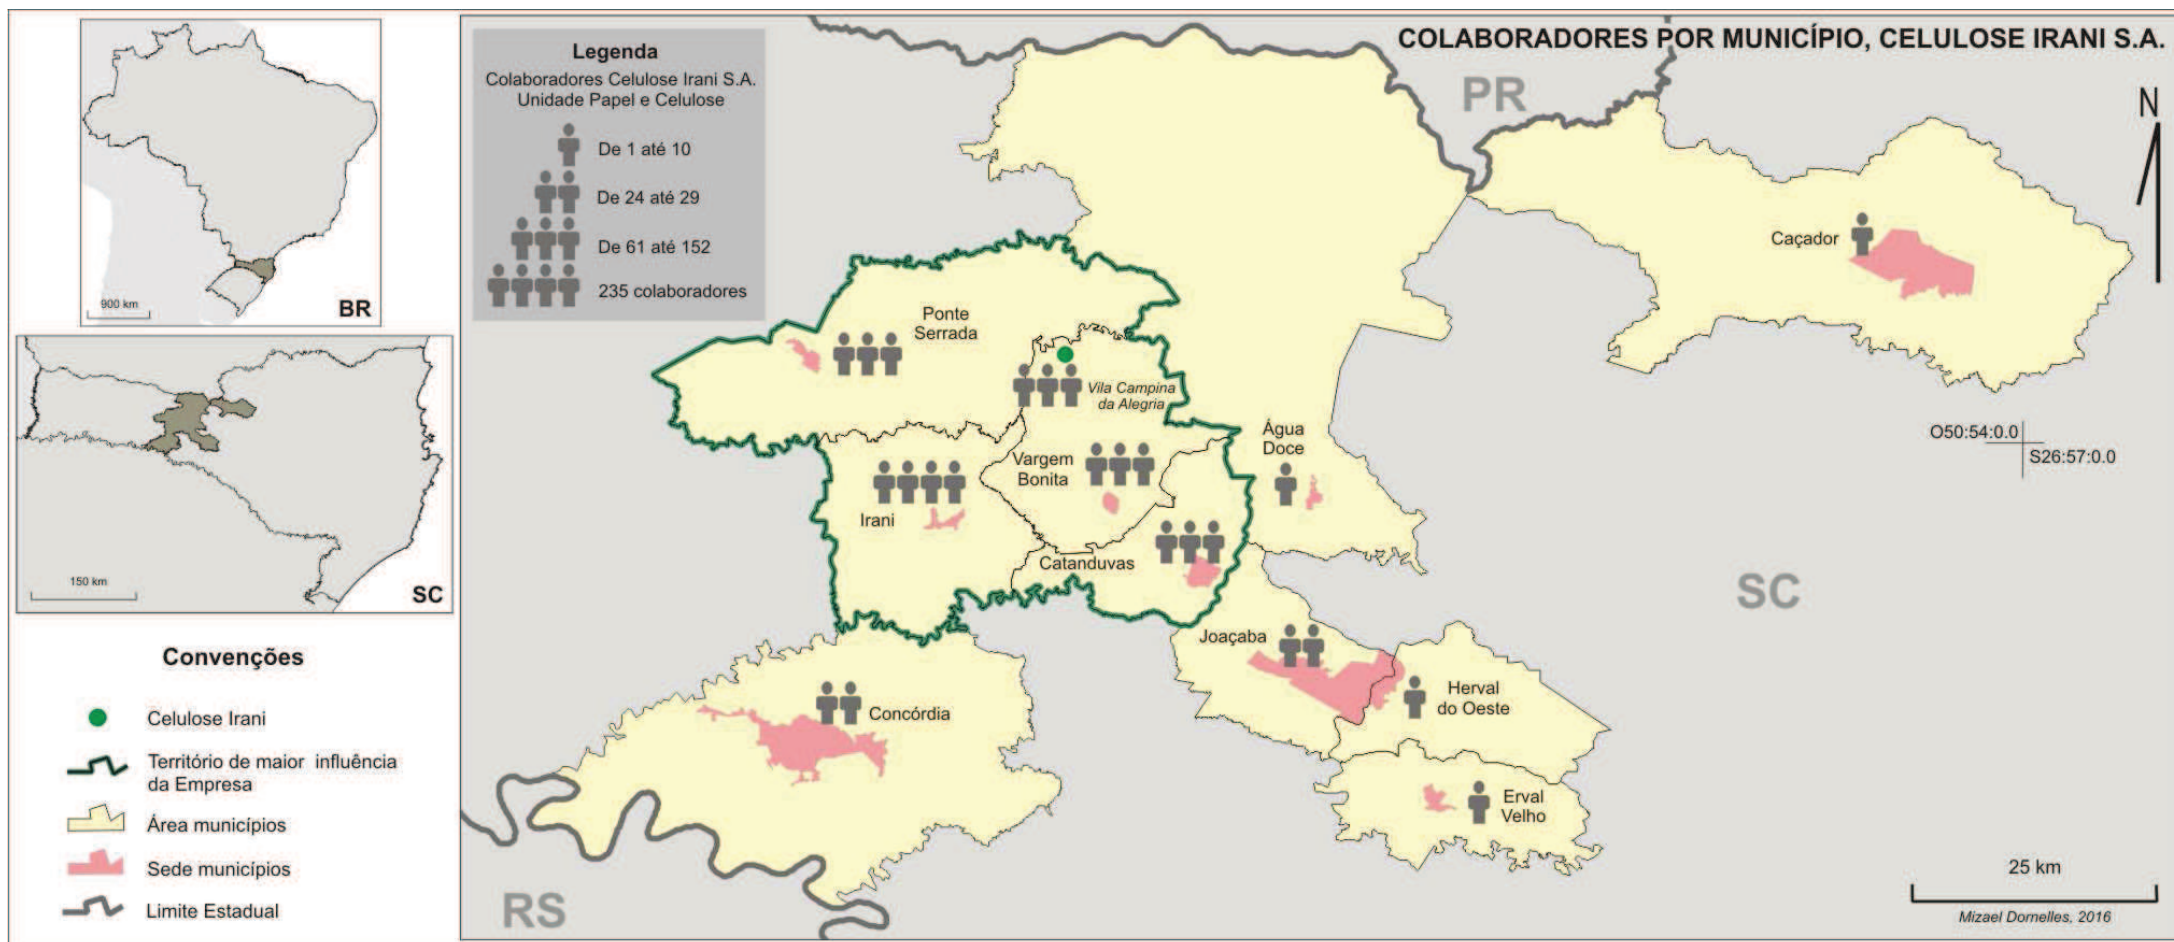 COLABORADORES POR MUNICÍPIO, CELULOSE IRANI S.A.
Legenda
Colaboradores Celulose Irani S.A.
Unidade Papel e Celulose
De 1 até 10
De 24 até 29
De 61 até 152
235 colaboradores
900 km
BR
150 km
SC
Convenções
Celulose Irani
Território de maior influência
da Empresa
Área municípios
Sede municípios
Limite Estadual
PR
N
Caçador
Ponte
Serrada
Vila Campina
da Alegria
Água
Doce
O50:54:0.0
S26:57:0.0
Vargem
Bonita
Irani
Catanduvas
SC
Joaçaba
Herval
do Oeste
Concórdia
Erval
Velho
RS
25 km
Mizael Dornelles, 2016